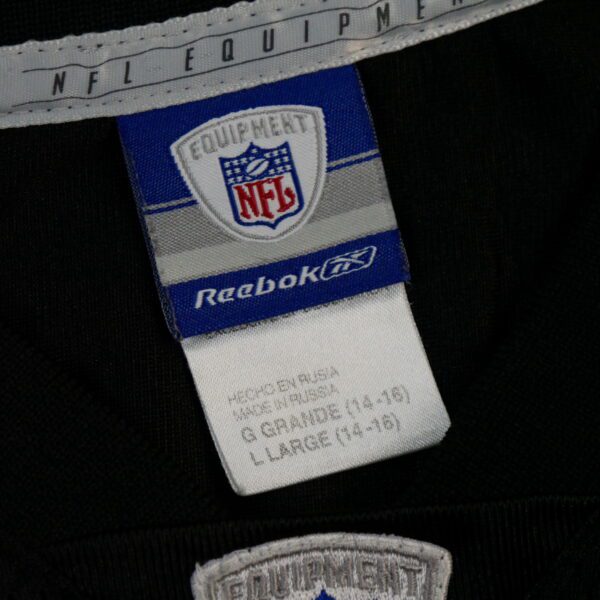 NFL EQUIPMENT
EQUIPMENT
NFL
Reebok
HECHO EN RUSIA
MADE IN RUSSIA
G GRANDE (14-16)
L LARGE (14-16)
EQUIPMENT